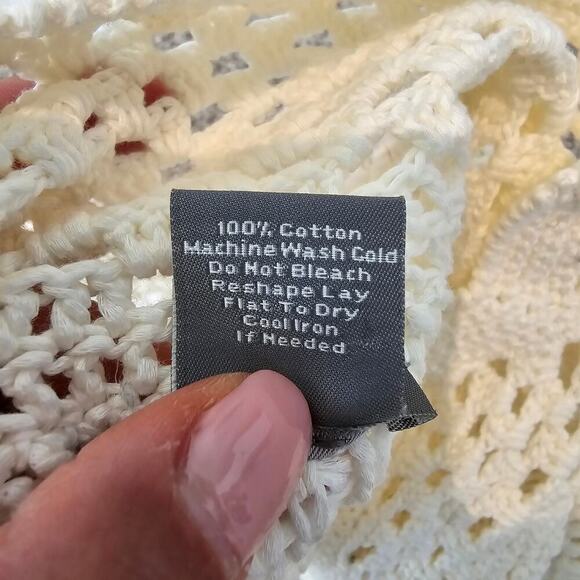 100% Cotton
Machine Wash Cold
Do Not Bleach
Reshape Lay
Flat To Dry
Cool Iron
If Needed